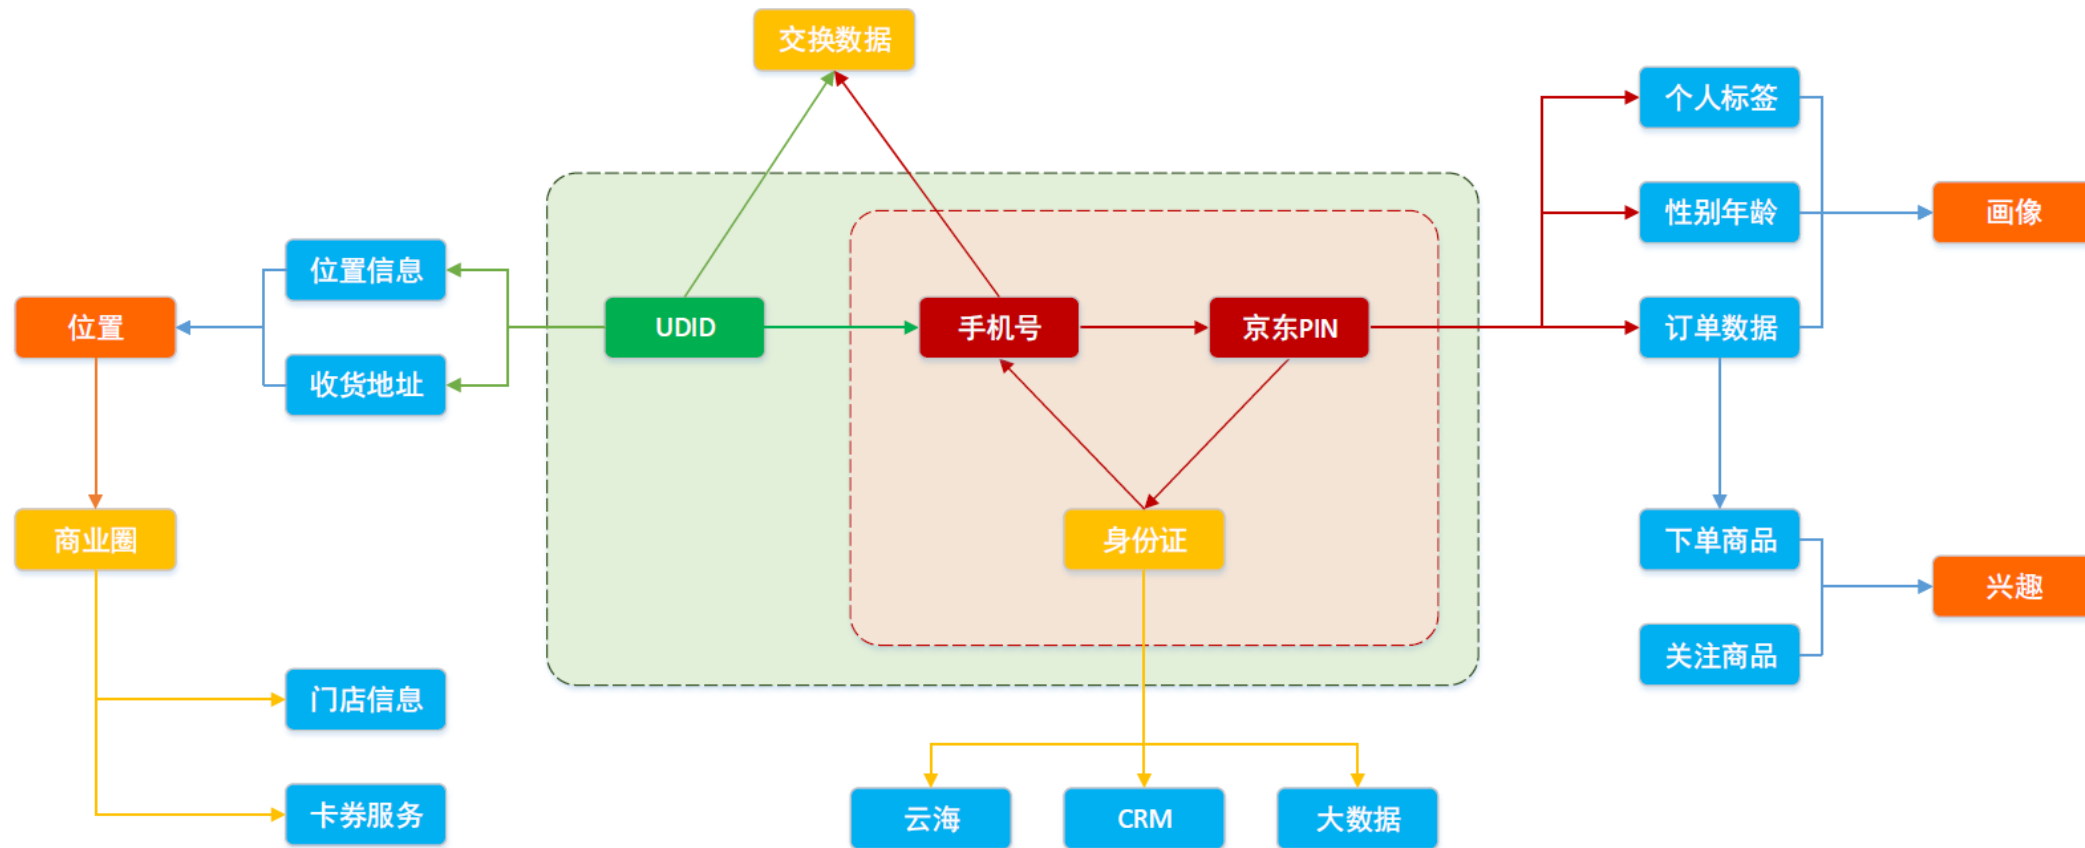 交换数据
个人标签
性别年龄
画像
位置信息
位置
UDID
手机号
京东PIN
订单数据
收货地址
商业圈
身份证
下单商品
兴趣
关注商品
门店信息
卡券服务
云海
CRM
大数据